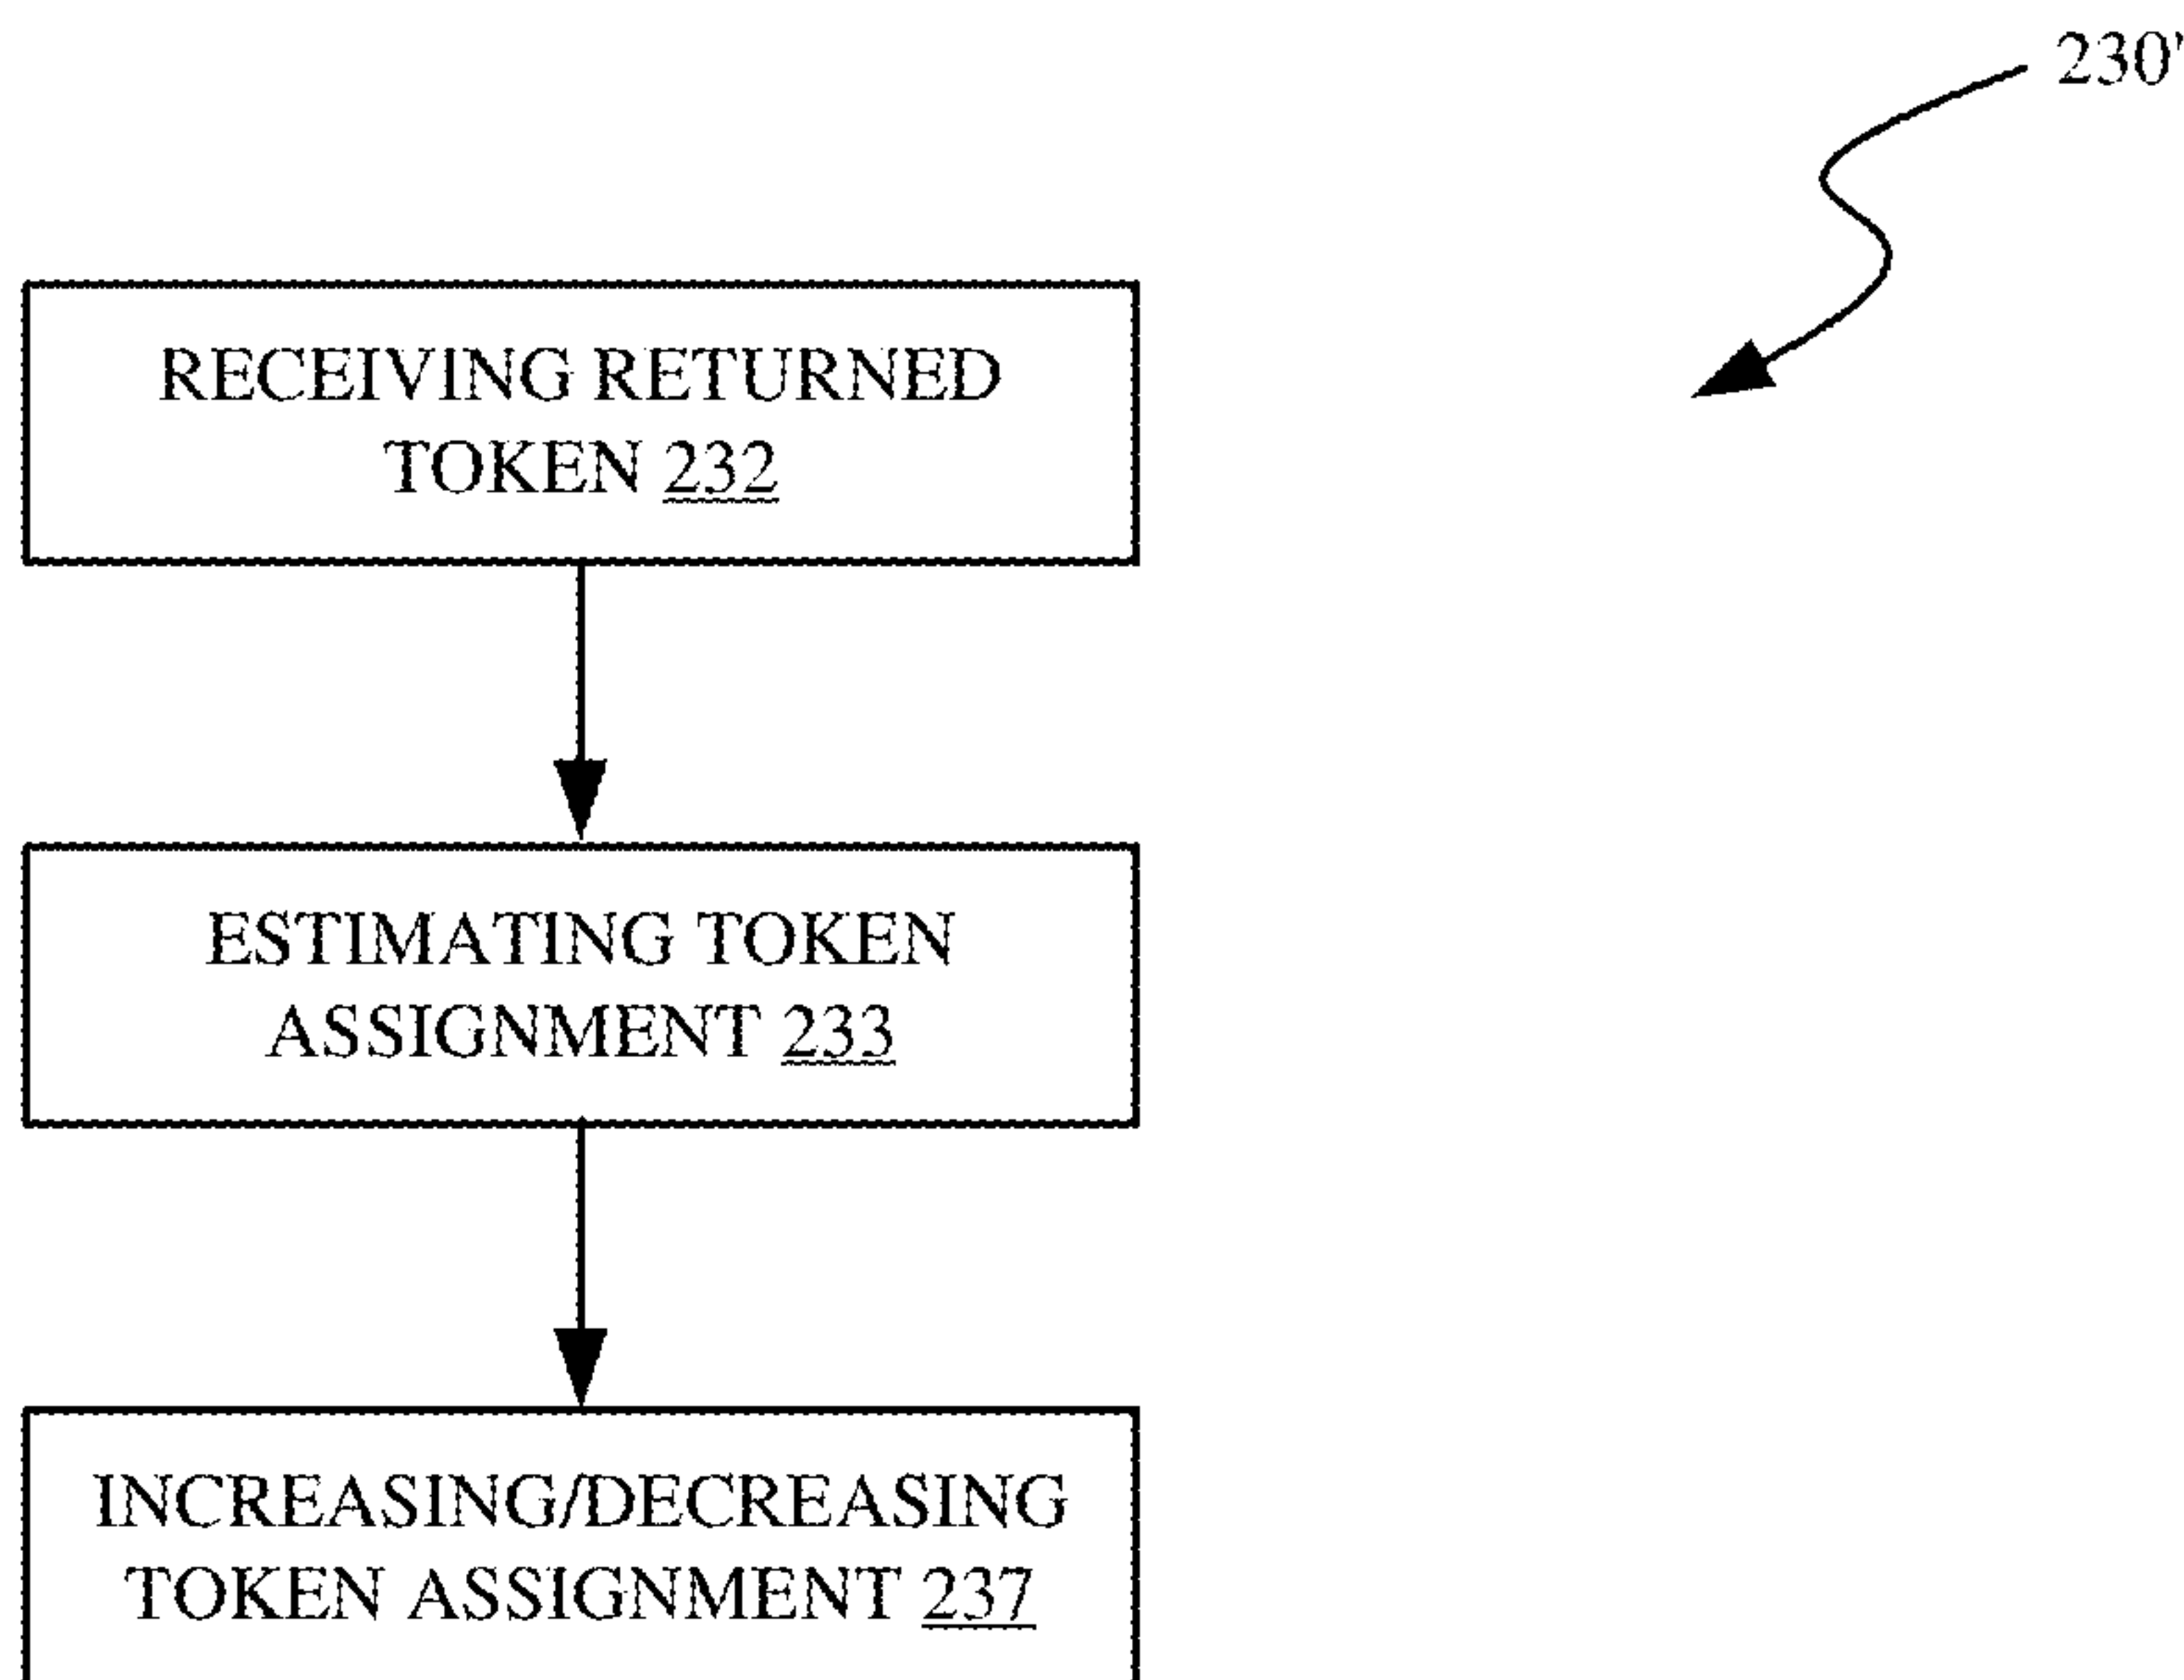 230'
RECEIVING RETURNED
TOKEN 232
ESTIMATING TOKEN
ASSIGNMENT 233
INCREASING/DECREASING
TOKEN ASSIGNMENT 237